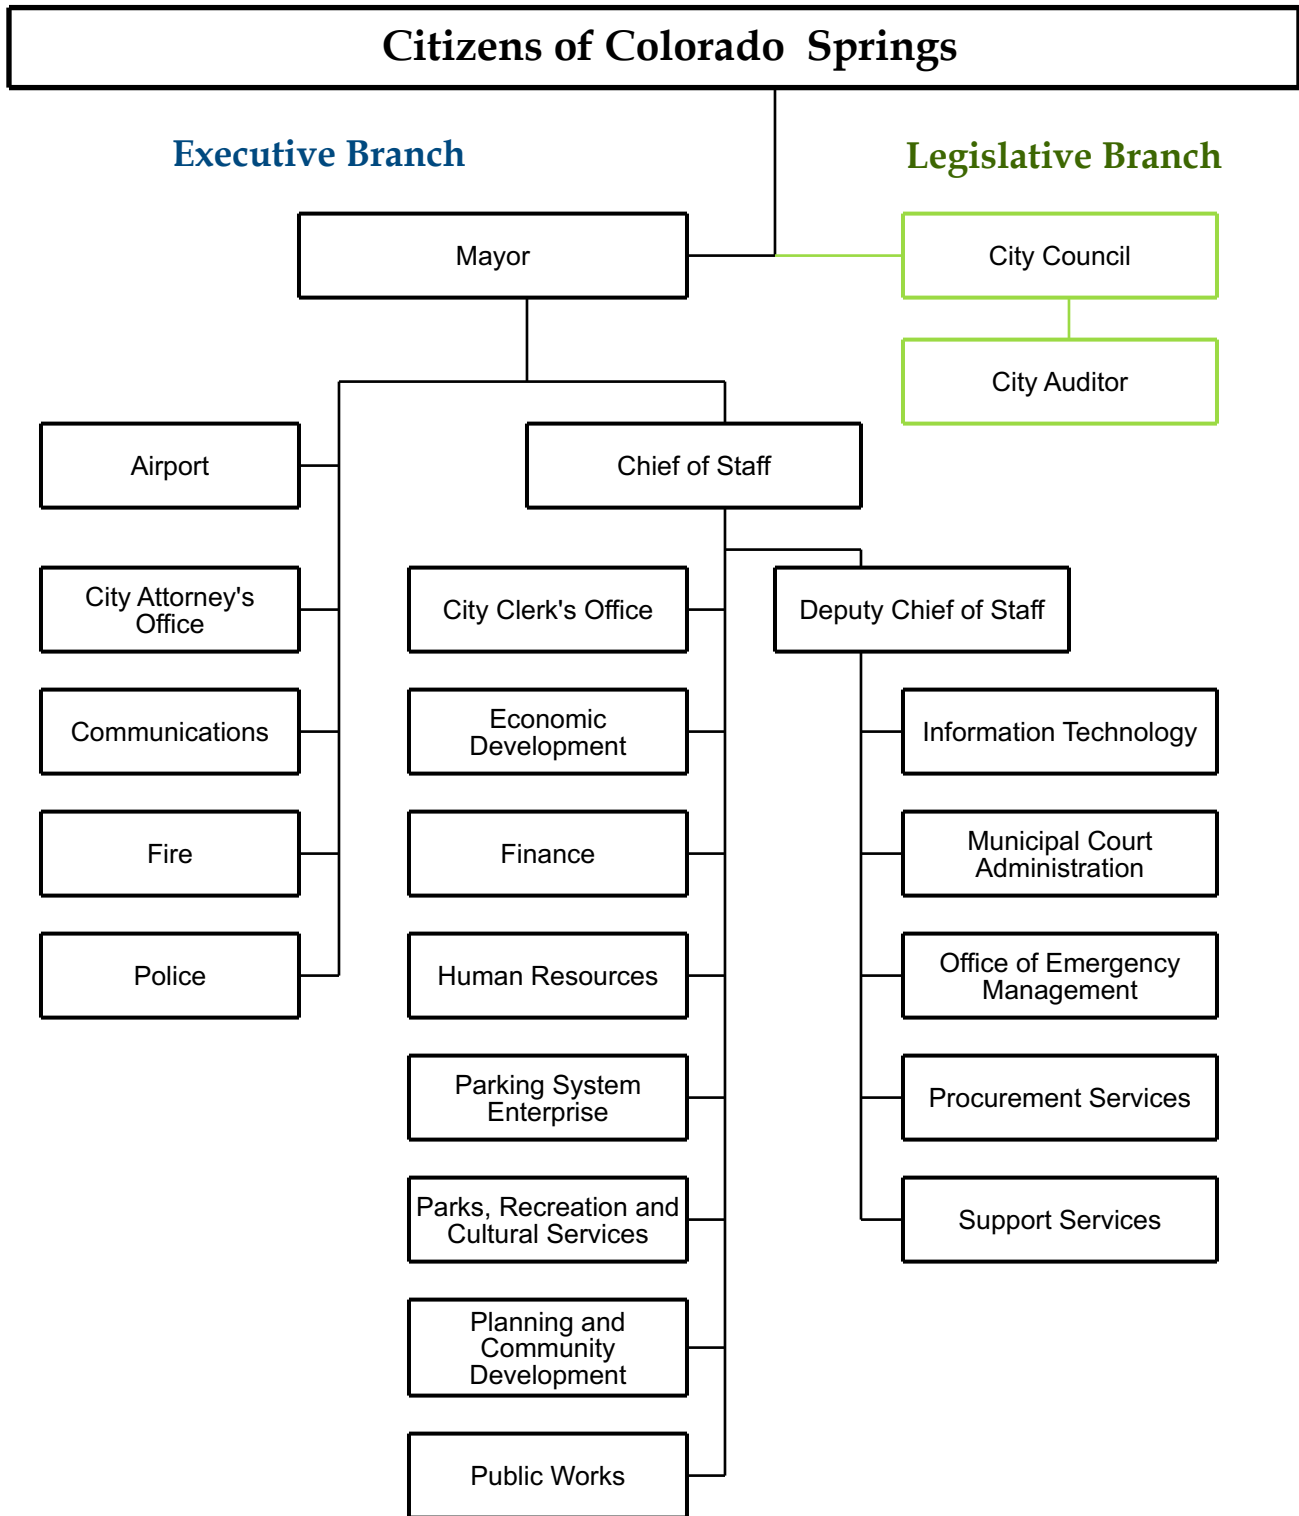 Citizens of Colorado  Springs
Executive Branch
Legislative Branch
Mayor
City Council
City Auditor
Airport
Chief of Staff
City Attorney's
Office
City Clerk's Office
Deputy Chief of Staff
Communications
Economic
Development
Information Technology
Fire
Finance
Municipal Court
Administration
Police
Human Resources
Office of Emergency
Management
Parking System
Enterprise
Procurement Services
Parks, Recreation and
Cultural Services
Support Services
Planning and
Community
Development
Public Works